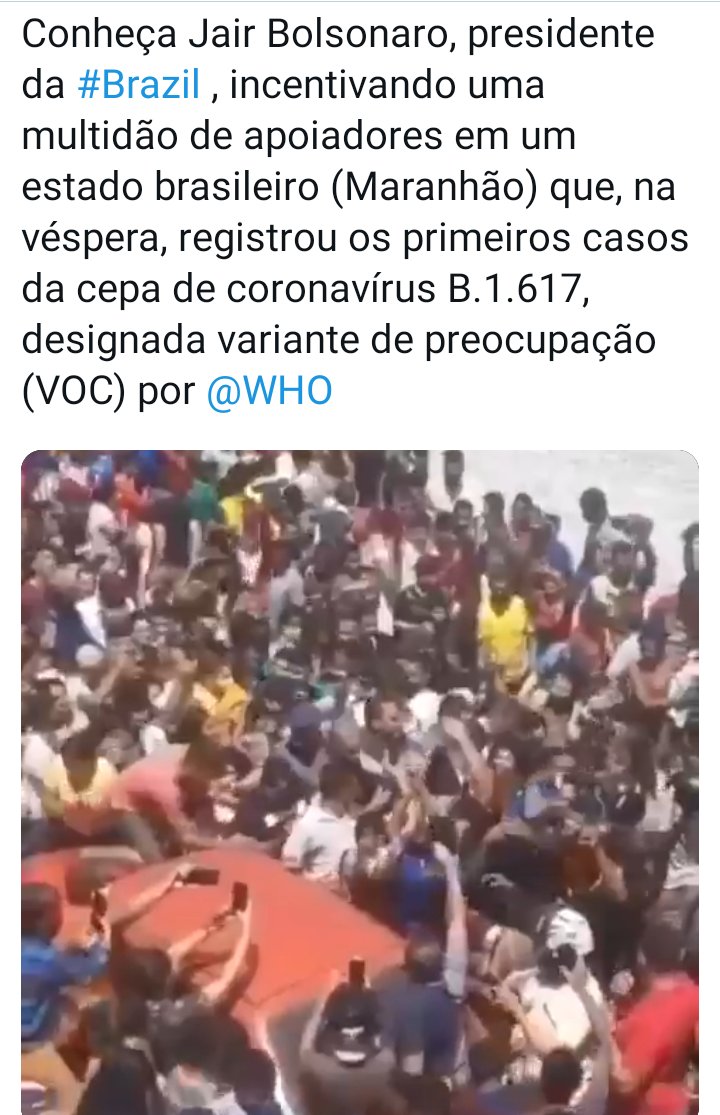 Conheça Jair Bolsonaro, presidente
da #Brazil , incentivando uma
multidão de apoiadores em um
estado brasileiro (Maranhão) que, na
véspera, registrou os primeiros casos
da cepa de coronavírus B.1.617,
designada variante de preocupação
(VOC) por @WHO